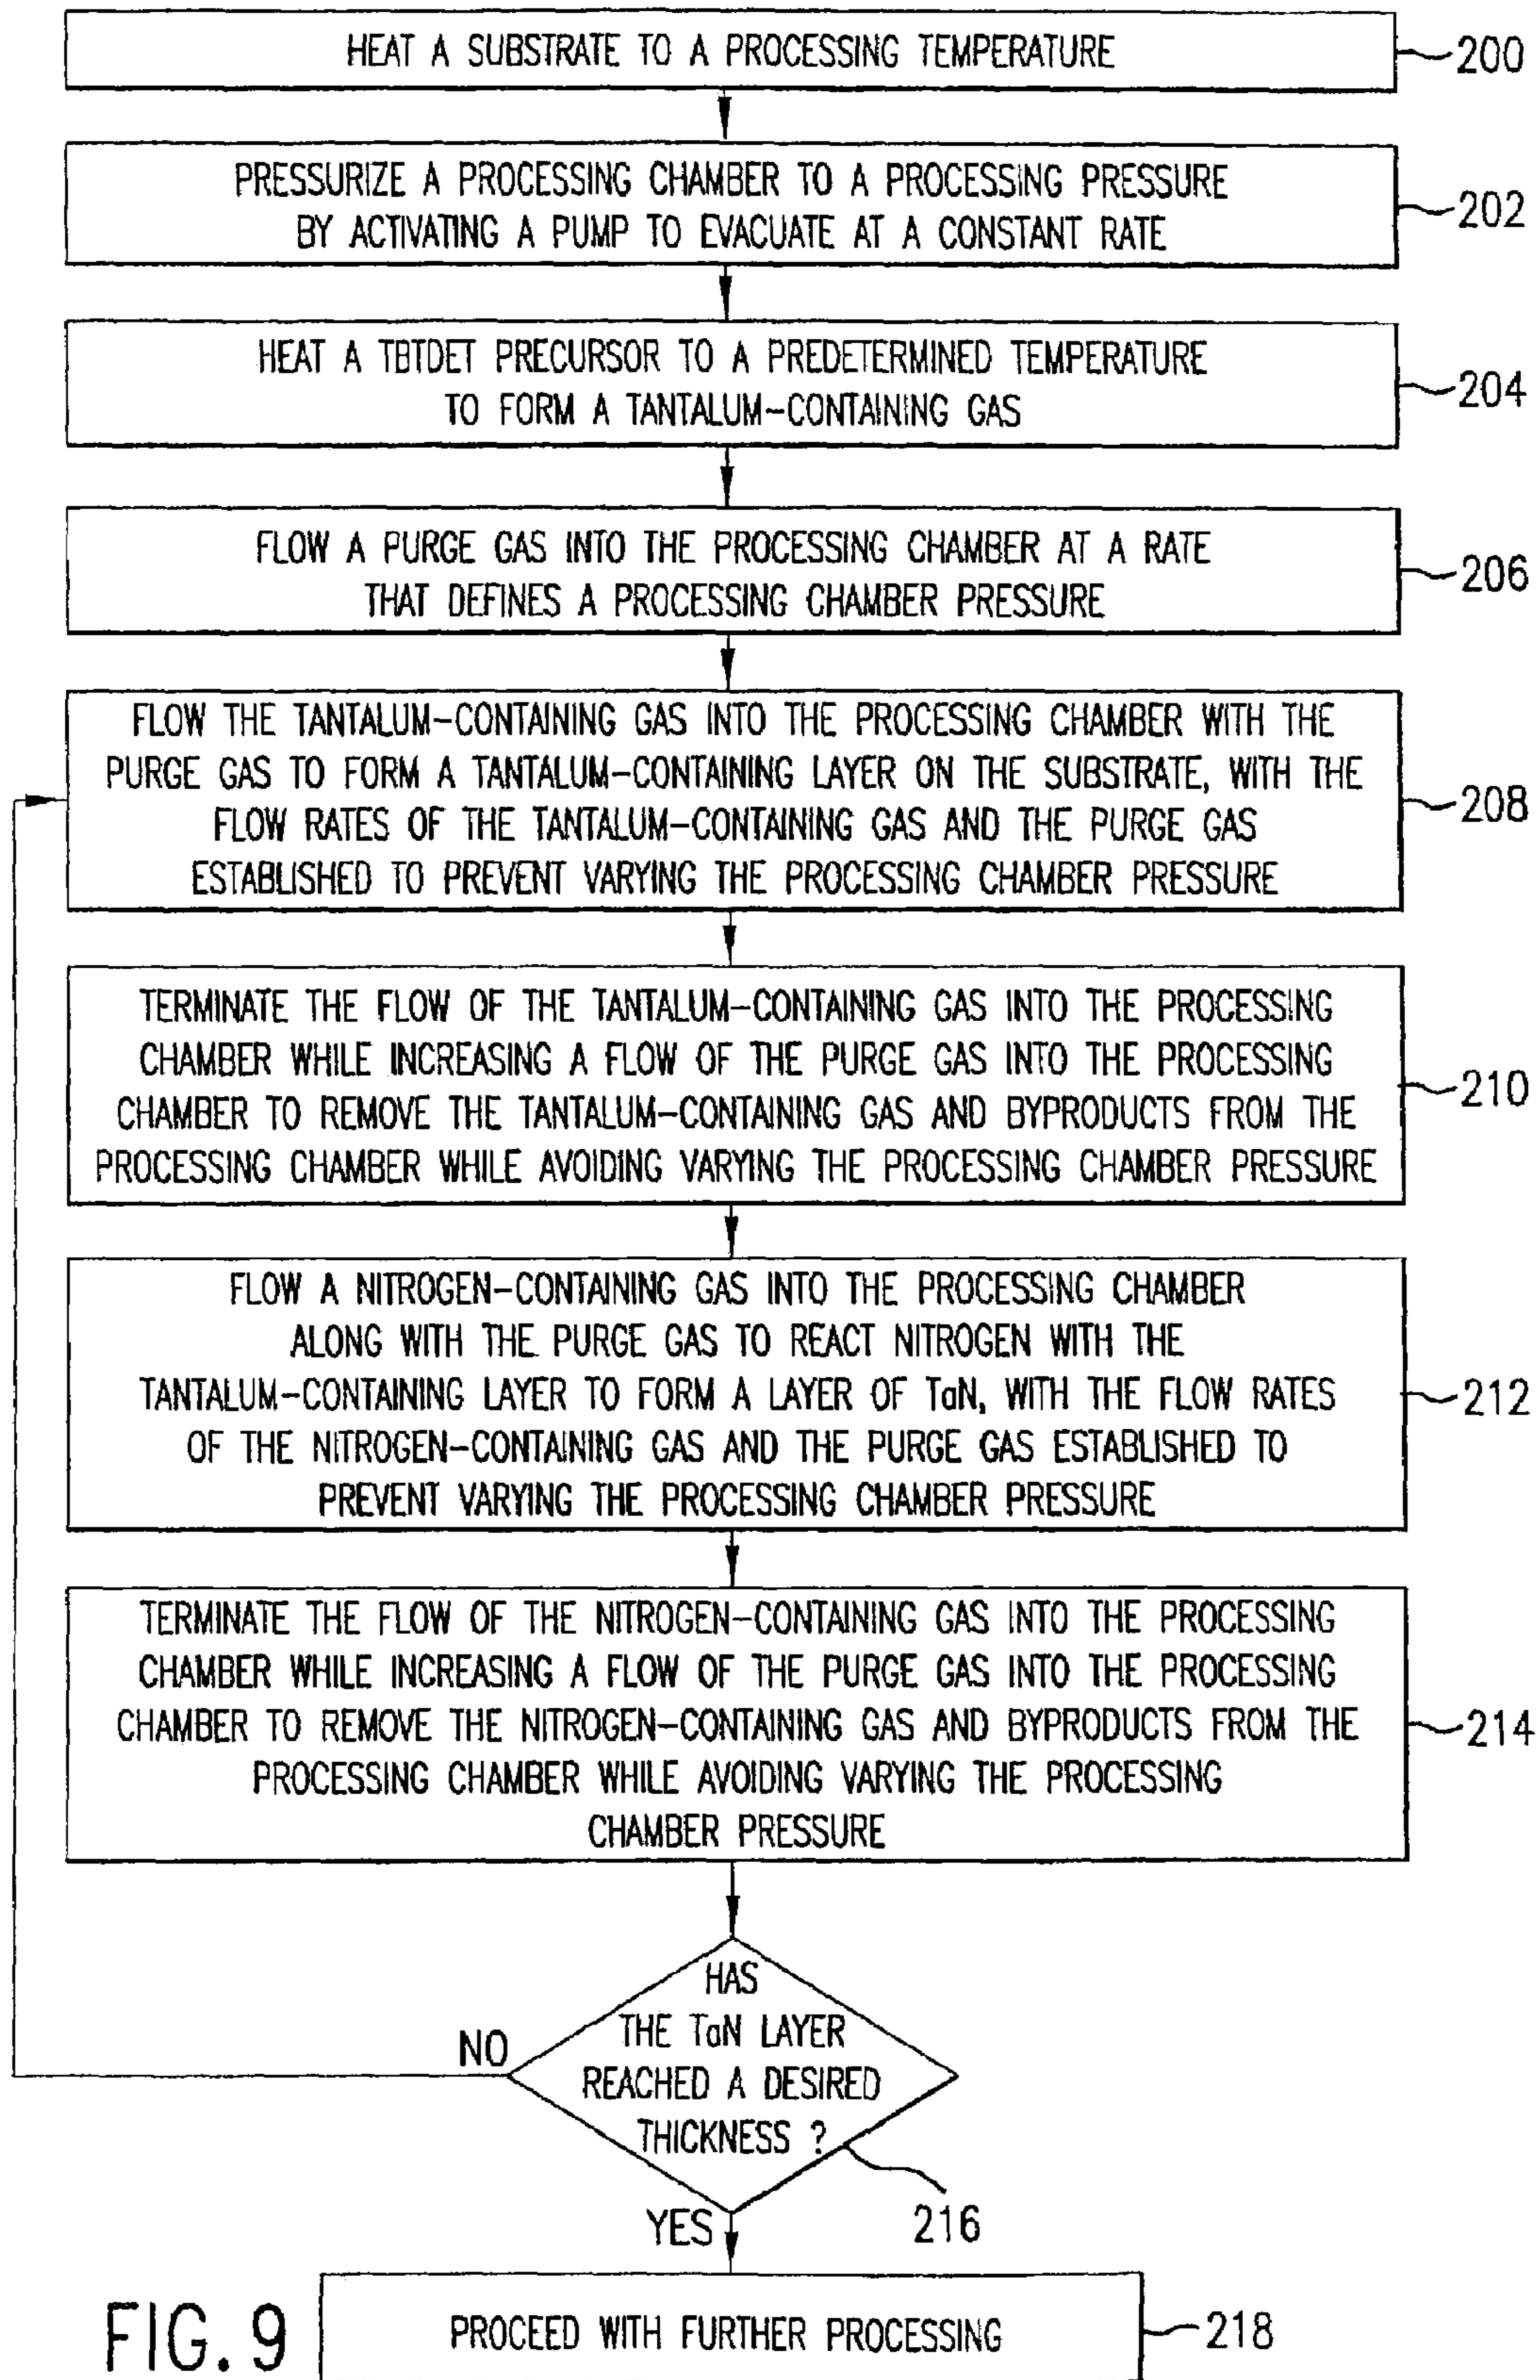 HEAT A SUBSTRATE TO A PROCESSING TEMPERATURE
200
PRESSURIZE A PROCESSING CHAMBER TO A PROCESSING PRESSURE
BY ACTIVATING A PUMP TO EVACUATE AT A CONSTANT RATE
202
HEAT A TBTDET PRECURSOR TO A PREDETERMINED TEMPERATURE
TO FORM A TANTALUM-CONTAINING GAS
204
FLOW A PURGE GAS INTO THE PROCESSING CHAMBER AT A RATE
THAT DEFINES A PROCESSING CHAMBER PRESSURE
206
FLOW THE TANTALUM-CONTAINING GAS INTO THE PROCESSING CHAMBER WITH THE
PURGE GAS TO FORM A TANTALUM-CONTAINING LAYER ON THE SUBSTRATE, WITH THE
FLOW RATES OF THE TANTALUM-CONTAINING GAS AND THE PURGE GAS
ESTABLISHED TO PREVENT VARYING THE PROCESSING CHAMBER PRESSURE
208
TERMINATE THE FLOW OF THE TANTALUM-CONTAINING GAS INTO THE PROCESSING
CHAMBER WHILE INCREASING A FLOW OF THE PURGE GAS INTO THE PROCESSING
CHAMBER TO REMOVE THE TANTALUM-CONTAINING GAS AND BYPRODUCTS FROM THE
PROCESSING CHAMBER WHILE AVOIDING VARYING THE PROCESSING CHAMBER PRESSURE
210
FLOW A NITROGEN-CONTAINING GAS INTO THE PROCESSING CHAMBER
ALONG WITH THE PURGE GAS TO REACT NITROGEN WITH THE
TANTALUM-CONTAINING LAYER TO FORM A LAYER OF TaN, WITH THE FLOW RATES
OF THE NITROGEN-CONTAINING GAS AND THE PURGE GAS ESTABLISHED TO
PREVENT VARYING THE PROCESSING CHAMBER PRESSURE
212
TERMINATE THE FLOW OF THE NITROGEN-CONTAINING GAS INTO THE PROCESSING
CHAMBER WHILE INCREASING A FLOW OF THE PURGE GAS INTO THE PROCESSING
CHAMBER TO REMOVE THE NITROGEN-CONTAINING GAS AND BYPRODUCTS FROM THE
PROCESSING CHAMBER WHILE AVOIDING VARYING THE PROCESSING
CHAMBER PRESSURE
214
HAS
THE TaN LAYER
REACHED A DESIRED
THICKNESS ?
NO
216
YES
PROCEED WITH FURTHER PROCESSING
218
FIG. 9